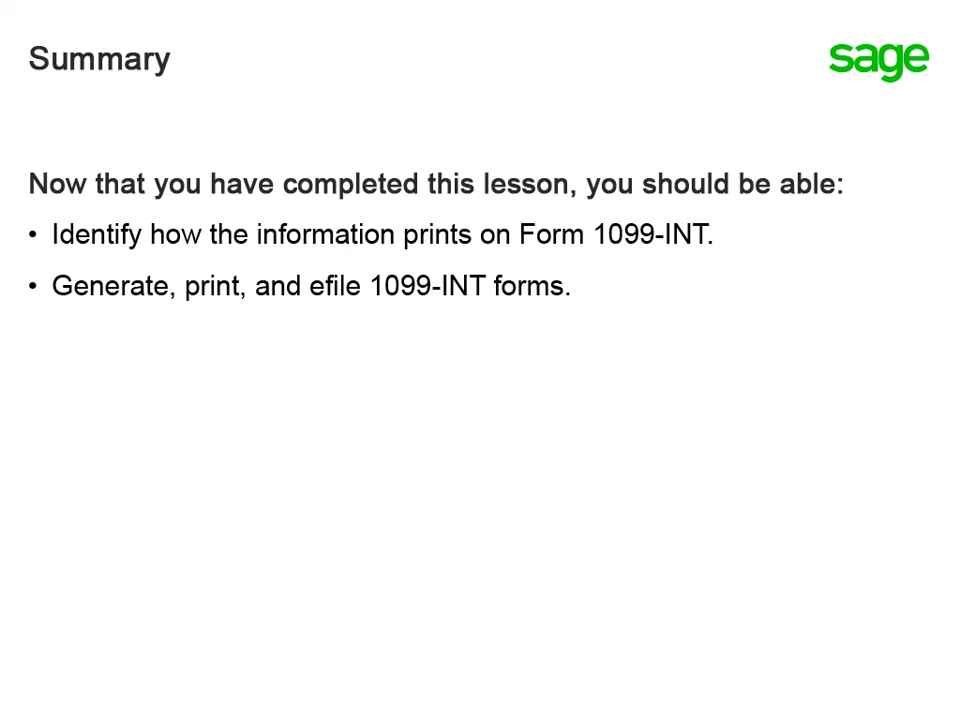 Summary
sage
Now that you have completed this lesson, you should be able:
• Identify how the information prints on Form 1099-INT.
• Generate, print, and efile 1099-INT forms.